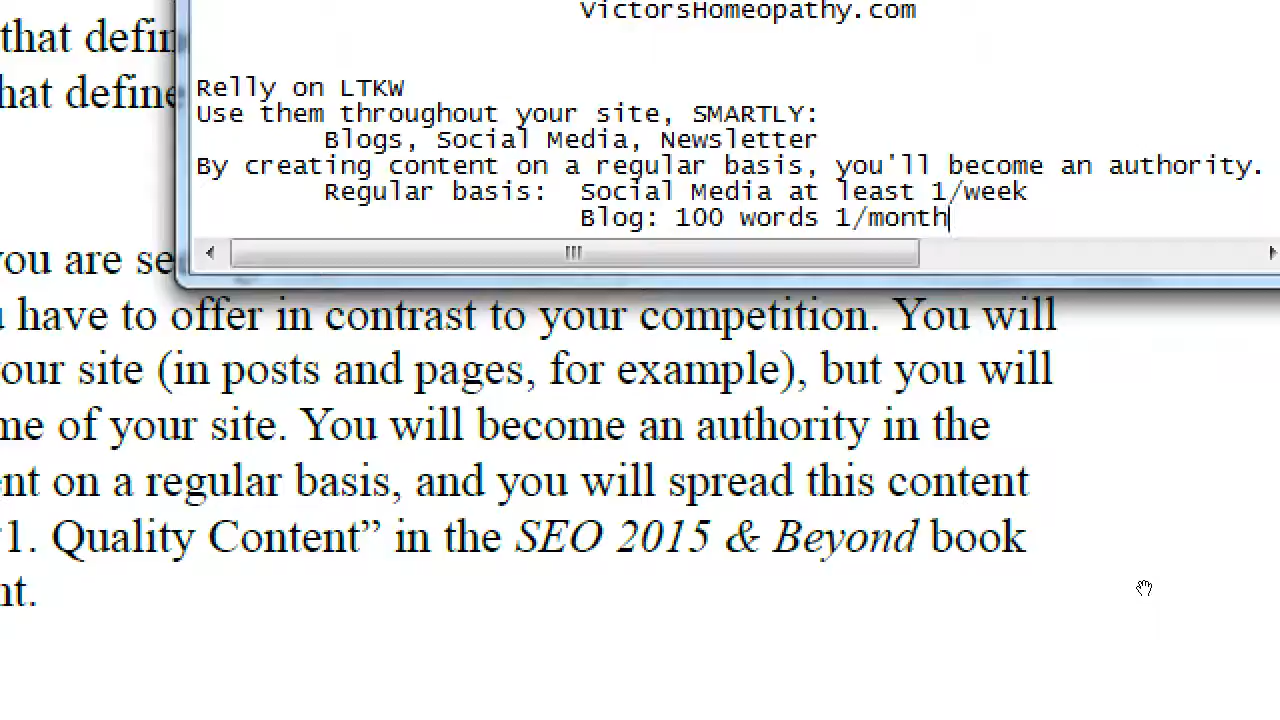 VictorsHomeopathy.com
that defin
hat define
Relly on LTKW
Use them throughout your site, SMARTLY:
Blogs, Social Media, Newsletter
By creating content on a regular basis, you'll become an authority.
Regular basis: Social Media at least 1/week
Blog: 100 words 1/month
you are se
have to offer in contrast to your competition. You will
our site (in posts and pages, for example), but you will
me of your site. You will become an authority in the
nt on a regular basis, and you will spread this content
1. Quality Content” in the SEO 2015 & Beyond book
nt.